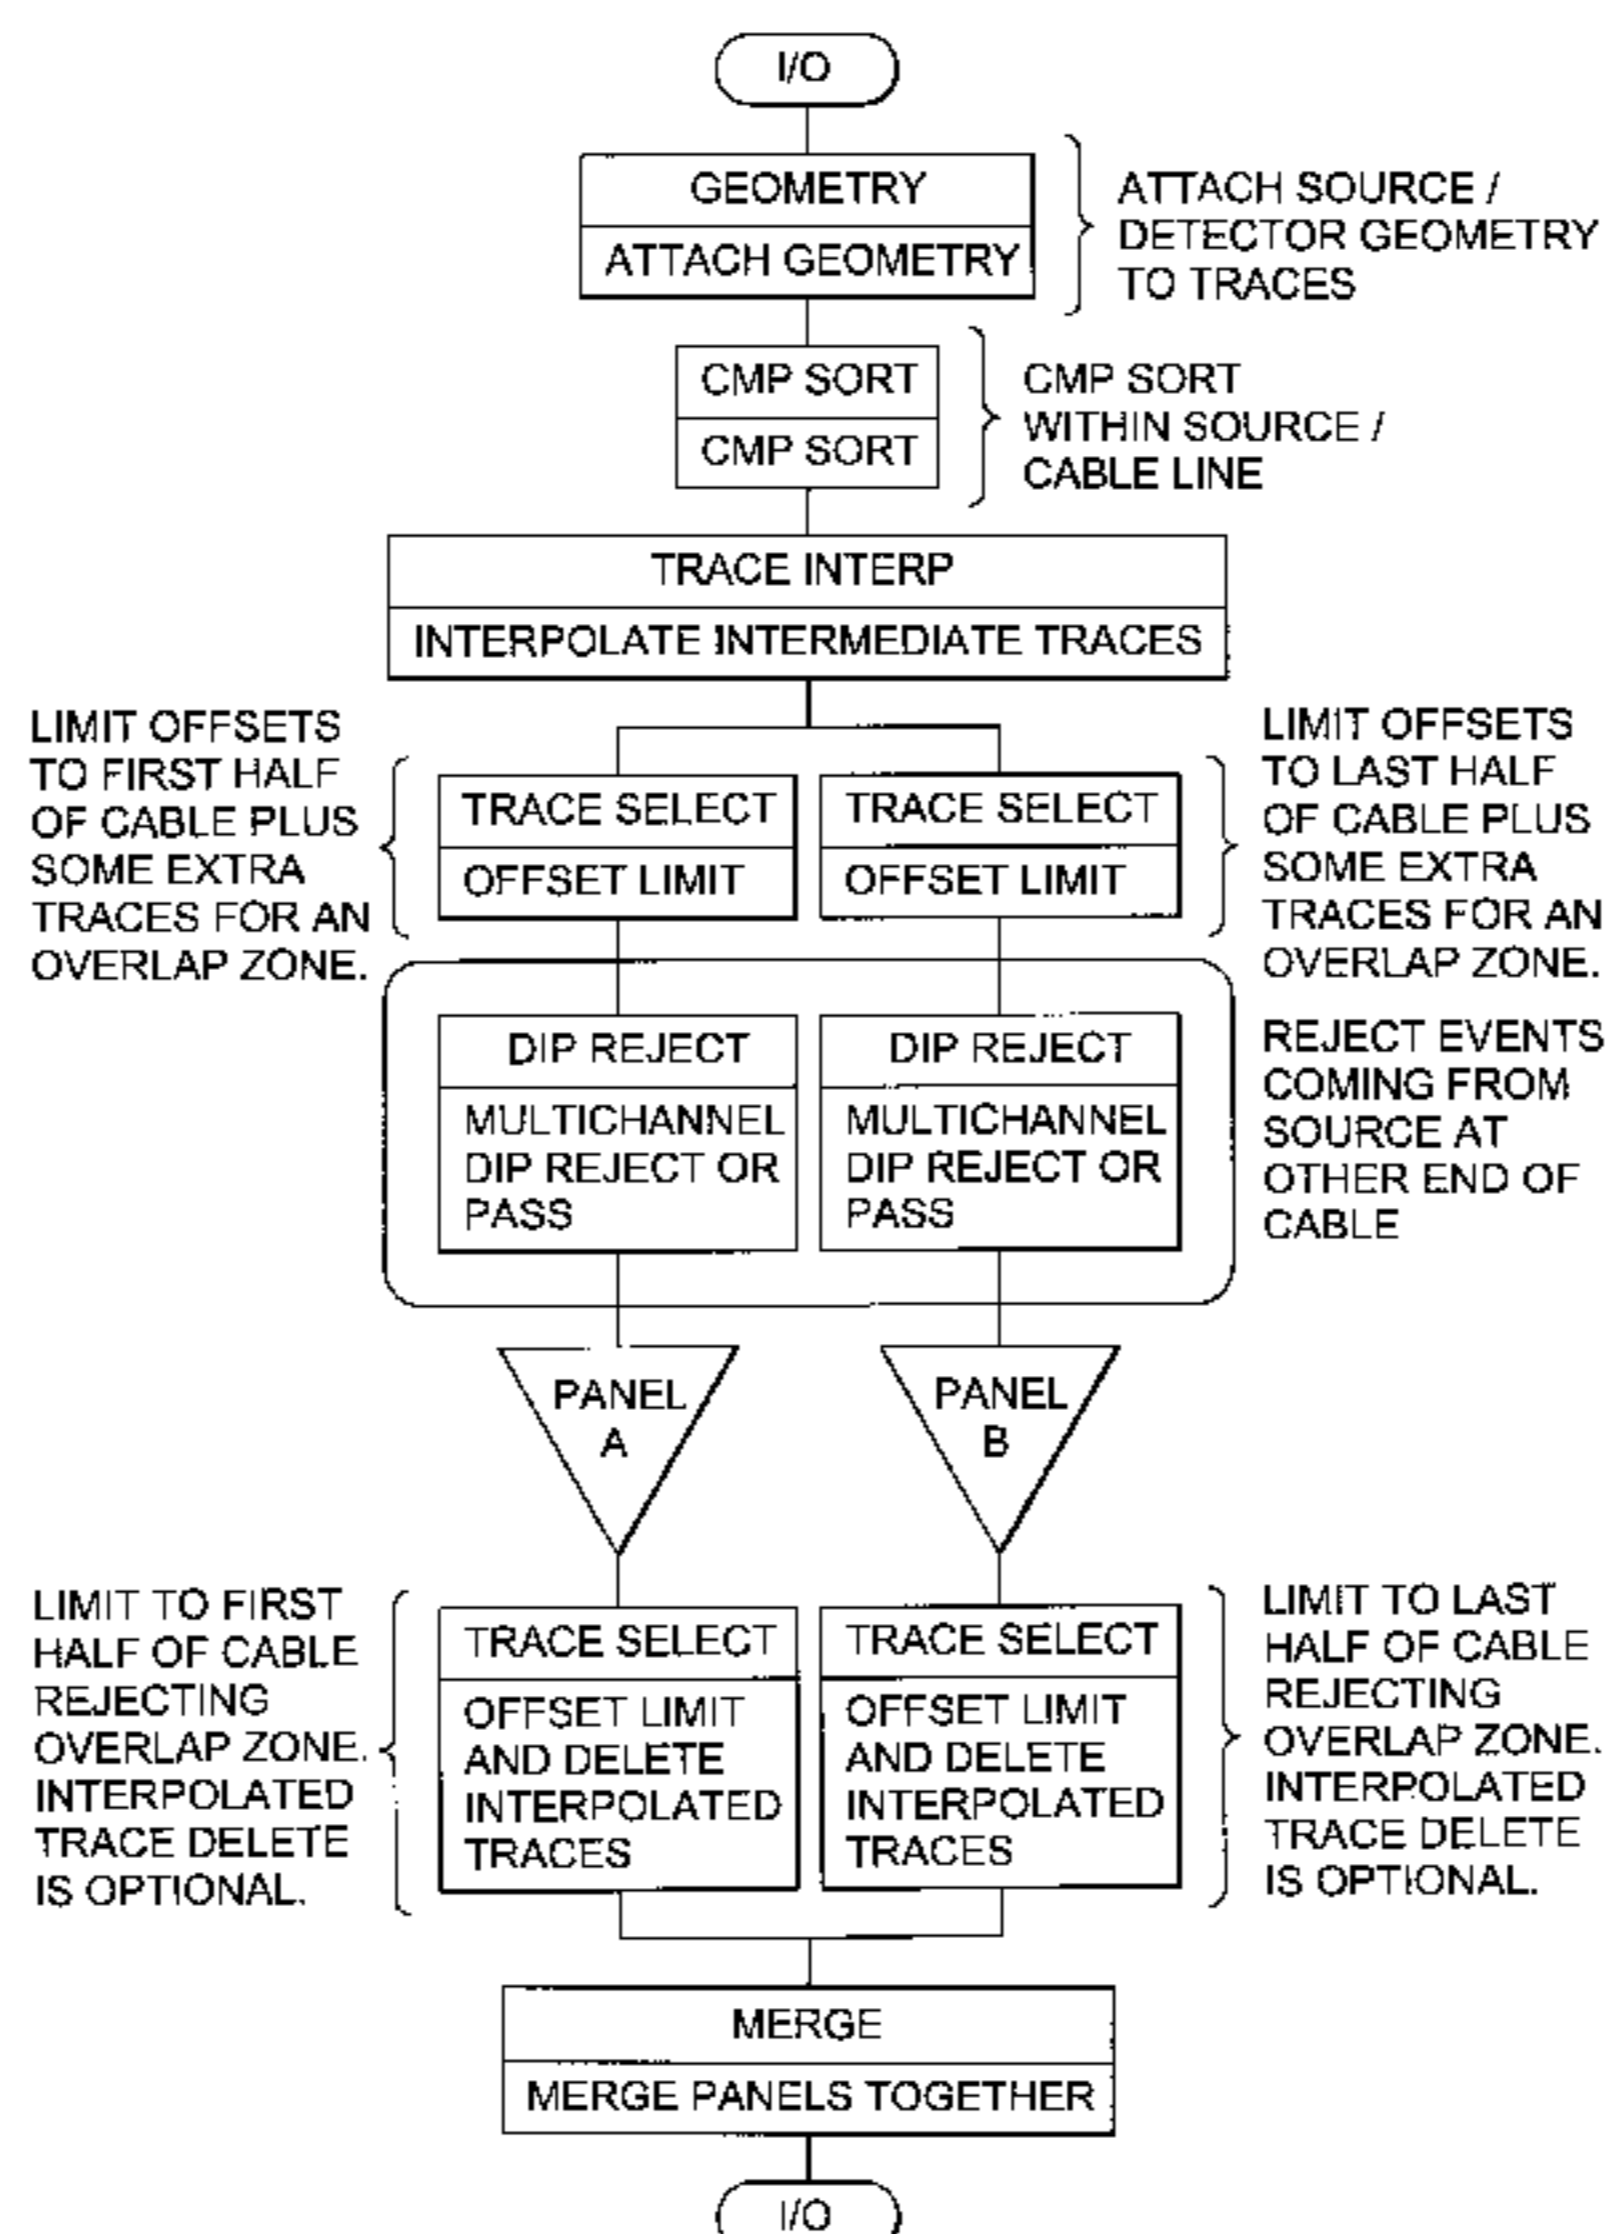 I/O
GEOMETRY
ATTACH GEOMETRY
ATTACH SOURCE /
DETECTOR GEOMETRY
TO TRACES
CMP SORT
CMP SORT
CMP SORT
WITHIN SOURCE /
CABLE LINE
TRACE INTERP
INTERPOLATE INTERMEDIATE TRACES
LIMIT OFFSETS
TO FIRST HALF
OF CABLE PLUS
SOME EXTRA
TRACES FOR AN
OVERLAP ZONE.
TRACE SELECT
OFFSET LIMIT
TRACE SELECT
OFFSET LIMIT
LIMIT OFFSETS
TO LAST HALF
OF CABLE PLUS
SOME EXTRA
TRACES FOR AN
OVERLAP ZONE.
DIP REJECT
MULTICHANNEL
DIP REJECT OR
PASS
DIP REJECT
MULTICHANNEL
DIP REJECT OR
PASS
REJECT EVENTS
COMING FROM
SOURCE AT
OTHER END OF
CABLE
PANEL
A
PANEL
B
LIMIT TO FIRST
HALF OF CABLE
REJECTING
OVERLAP ZONE.
INTERPOLATED
TRACE DELETE
IS OPTIONAL.
TRACE SELECT
OFFSET LIMIT
AND DELETE
INTERPOLATED
TRACES
TRACE SELECT
OFFSET LIMIT
AND DELETE
INTERPOLATED
TRACES
LIMIT TO LAST
HALF OF CABLE
REJECTING
OVERLAP ZONE.
INTERPOLATED
TRACE DELETE
IS OPTIONAL.
MERGE
MERGE PANELS TOGETHER
I/O